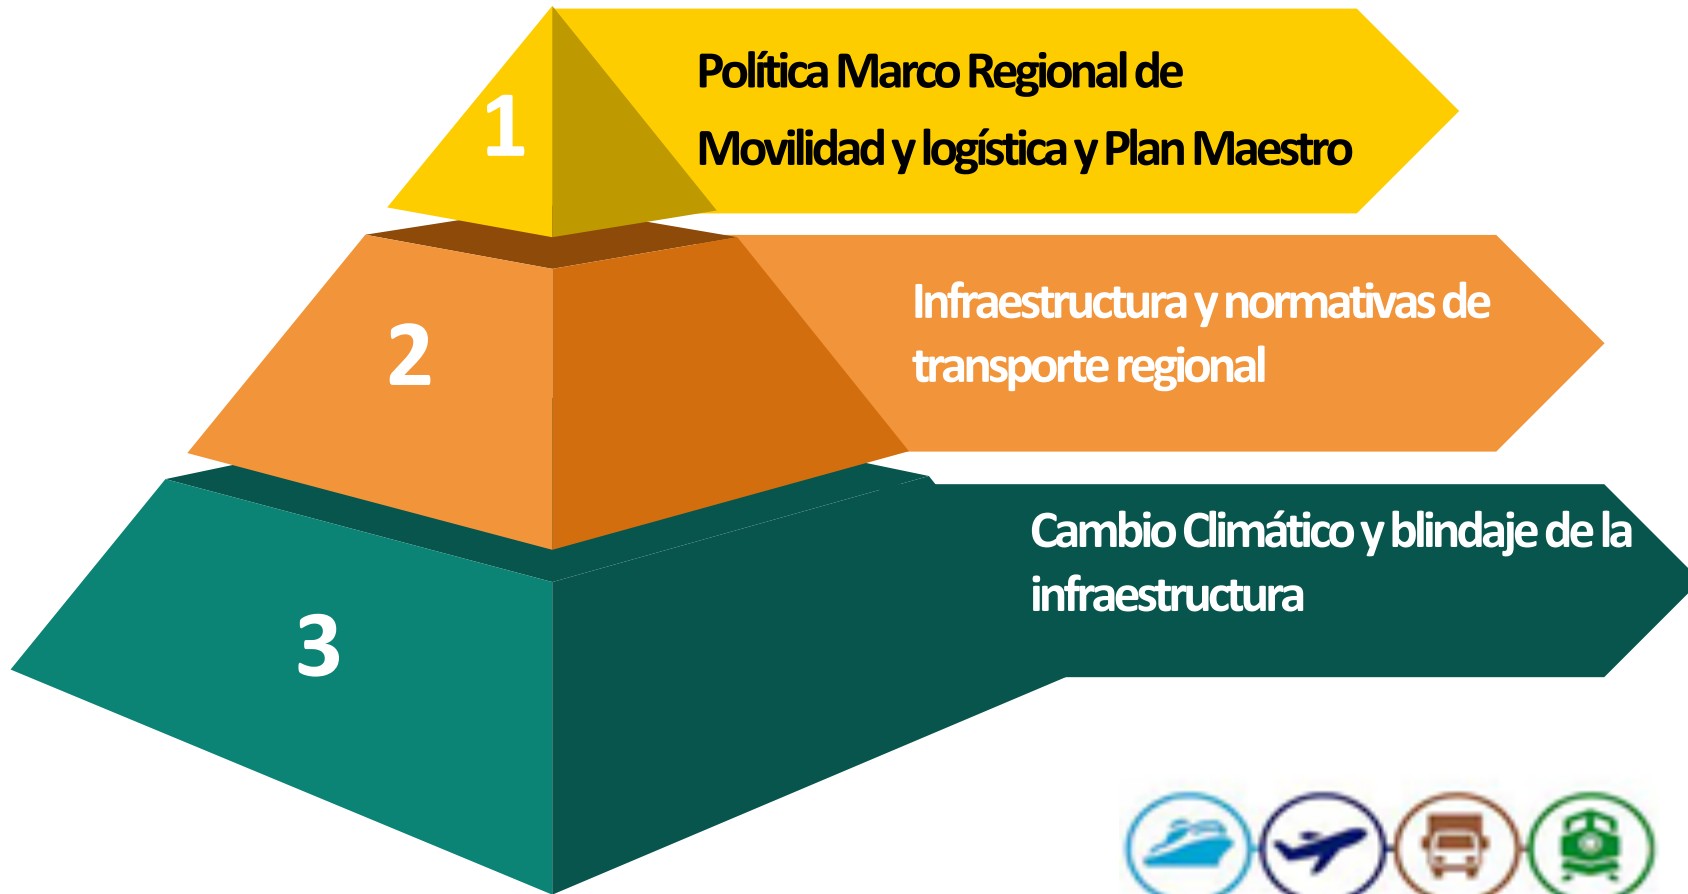 1
Política Marco Regional de
Movilidad y logística y Plan Maestro
2
Infraestructura y normativas de
transporte regional
3
Cambio Climático y blindaje de la
infraestructura